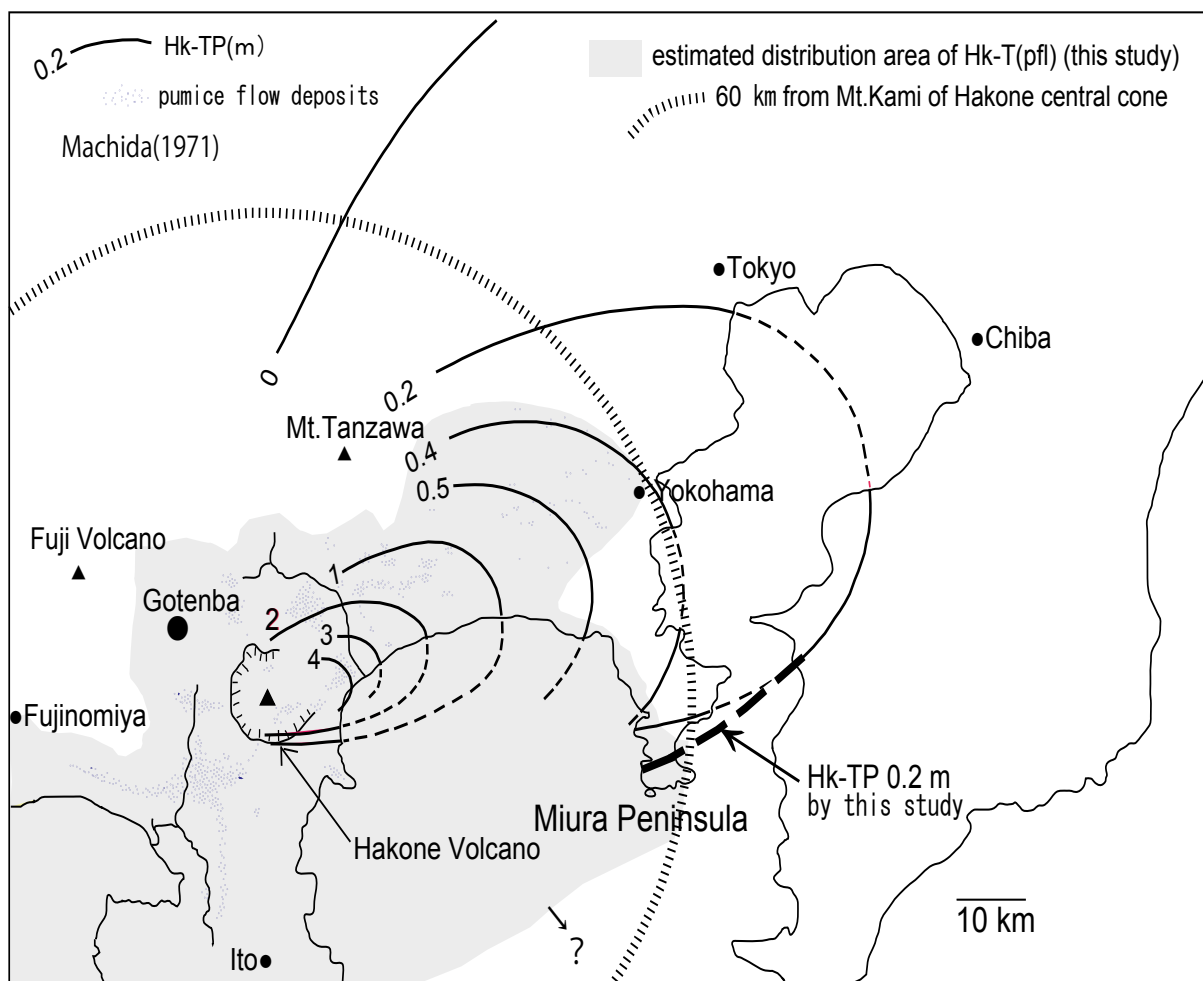 0.2
Hk-TP(m)
pumice flow deposits
Machida(1971)
estimated distribution area of Hk-T(pfl) (this study)
60 km from Mt.Kami of Hakone central cone
Tokyo
Chiba
0
0.2
Mt.Tanzawa
0.4
0.5
Yokohama
Fuji Volcano
1
Gotenba
2
3
4
Fujinomiya
1
Hk-TP 0.2 m
by this study
Miura Peninsula
Hakone Volcano
10 km
?
Ito